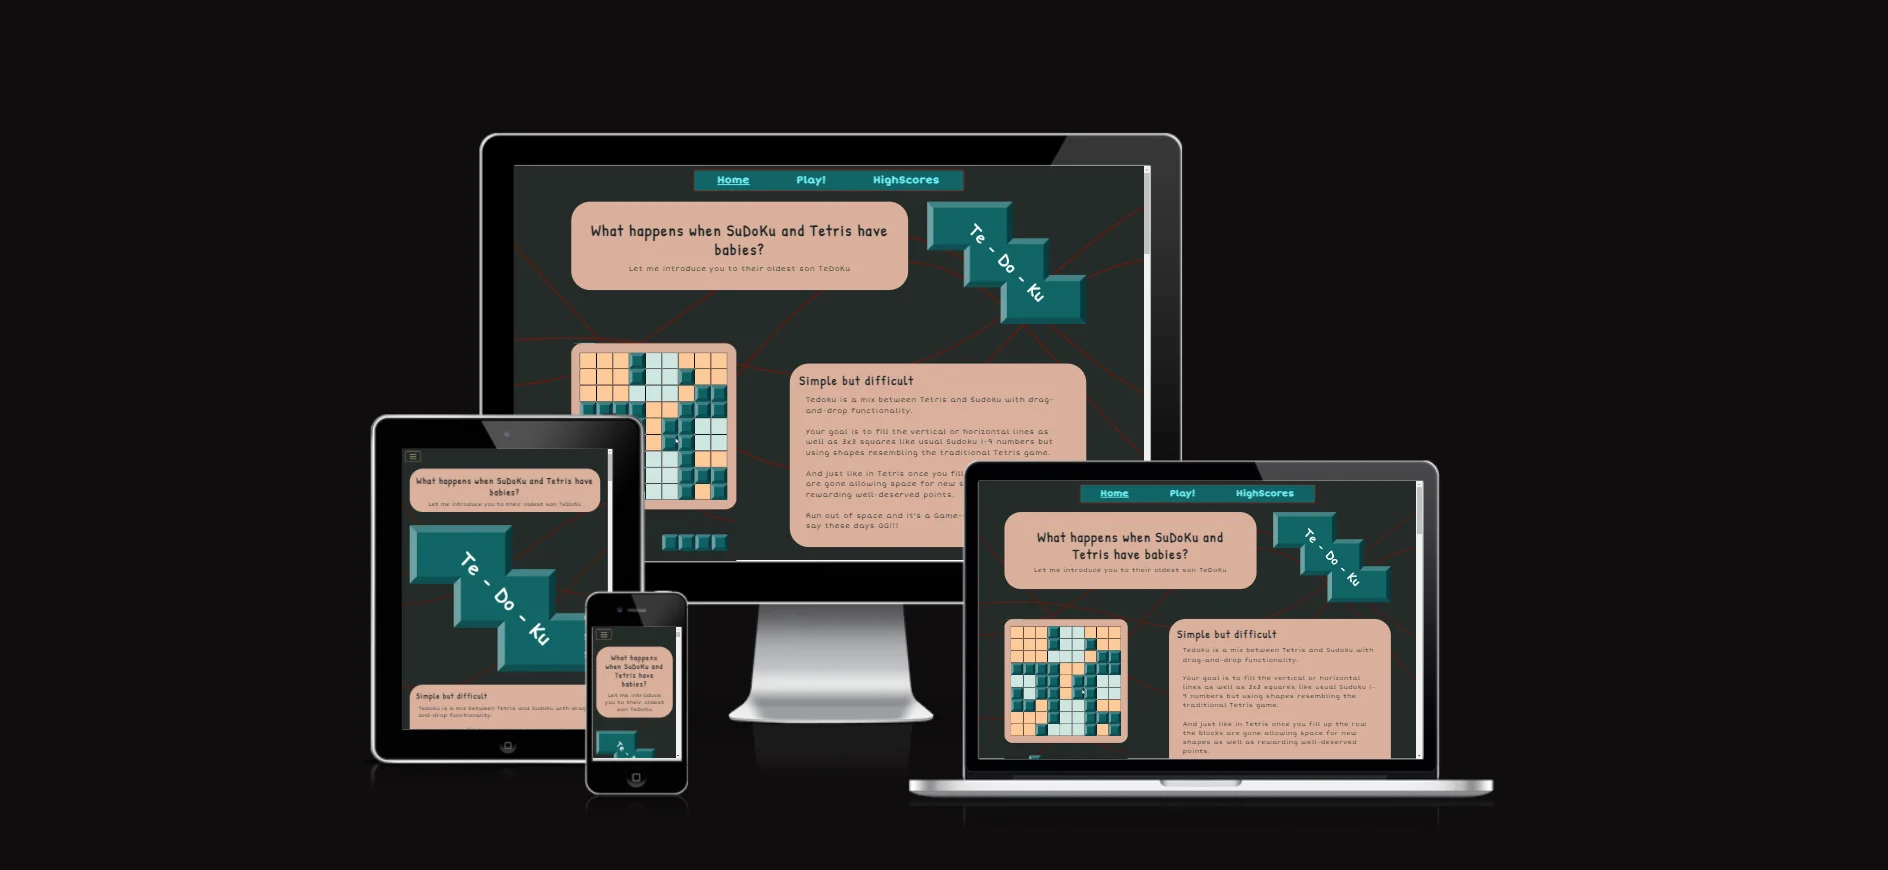 Home Play! HighScores
What happens when SuDoKu and Tetris have
babies?
Let me introduce you to their oldest son TeDoKu
Te - Do - Ku
Simple but difficult
Tedoku is a mix between Tetris and Sudoku with drag-
and-drop functionality.
Your goal is to fill the vertical or horizontal lines as
well as 3x3 squares like usual Sudoku 1-9 numbers but
using shapes resembling the traditional Tetris game.
And just like in Tetris once you fill
are gone allowing space for new s
rewarding well-deserved points.
Run out of space and it's a Game-
say these days GG!!!
What happens when SuDoKu and Tetris have
babies?
Let me introduce you to their oldest son TeDoKu
Te - Do - Ku
Simple but difficult
Tedoku is a mix between Tetris and Sudoku with drag-
and-drop functionality.
What happens
when SuDoKu and
Tetris have
babies?
Let me introduce
you to their oldest
son TeDoKu
Te -
Home Play! HighScores
What happens when SuDoKu and
Tetris have babies?
Let me introduce you to their oldest son TeDoKu
Te - Do - Ku
Simple but difficult
Tedoku is a mix between Tetris and Sudoku with
drag-and-drop functionality.
Your goal is to fill the vertical or horizontal
lines as well as 3x3 squares like usual Sudoku 1-
9 numbers but using shapes resembling the
traditional Tetris game.
And just like in Tetris once you fill up the row
the blocks are gone allowing space for new
shapes as well as rewarding well-deserved
points.